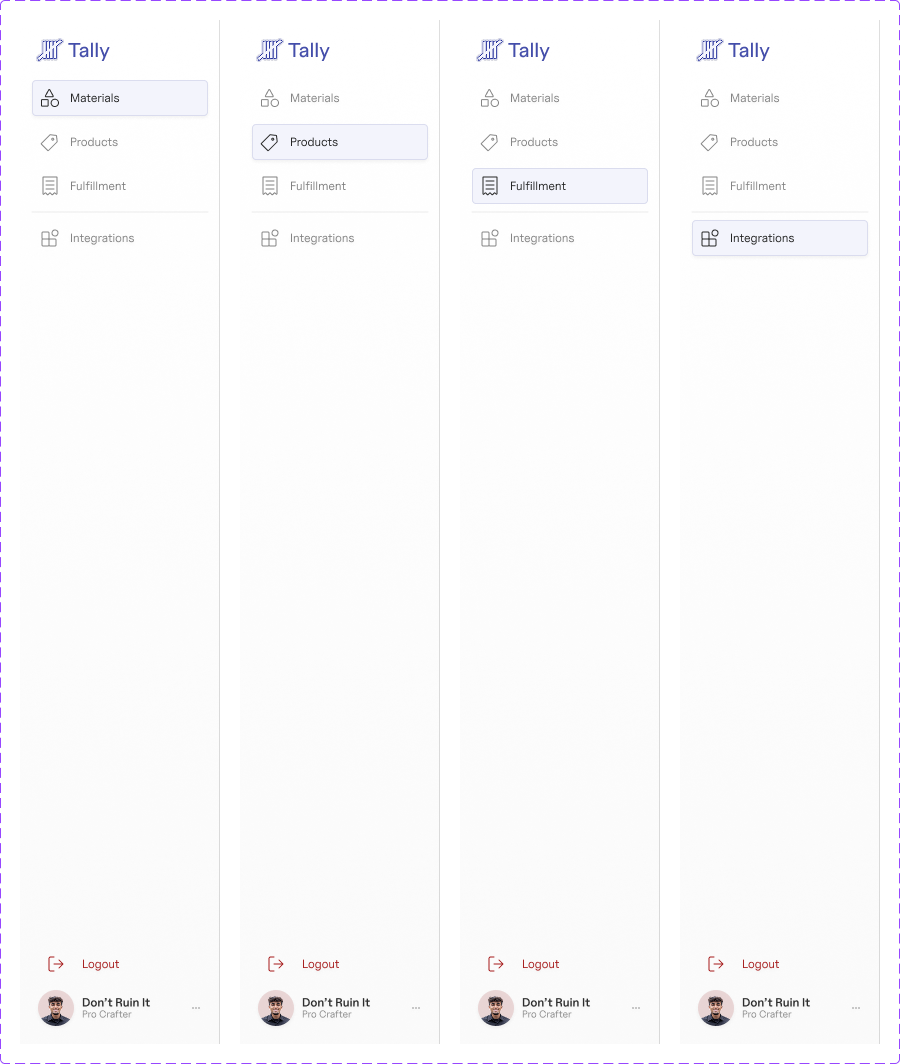 Tally
Materials
Products
Fulfillment
Integrations
Logout
Don't Ruin It
Pro Crafter
Tally
Materials
Products
Fulfillment
Integrations
Logout
Don't Ruin It
Pro Crafter
Tally
Materials
Products
Fulfillment
Integrations
Logout
Don't Ruin It
Pro Crafter
Tally
Materials
Products
Fulfillment
Integrations
Logout
Don't Ruin It
Pro Crafter